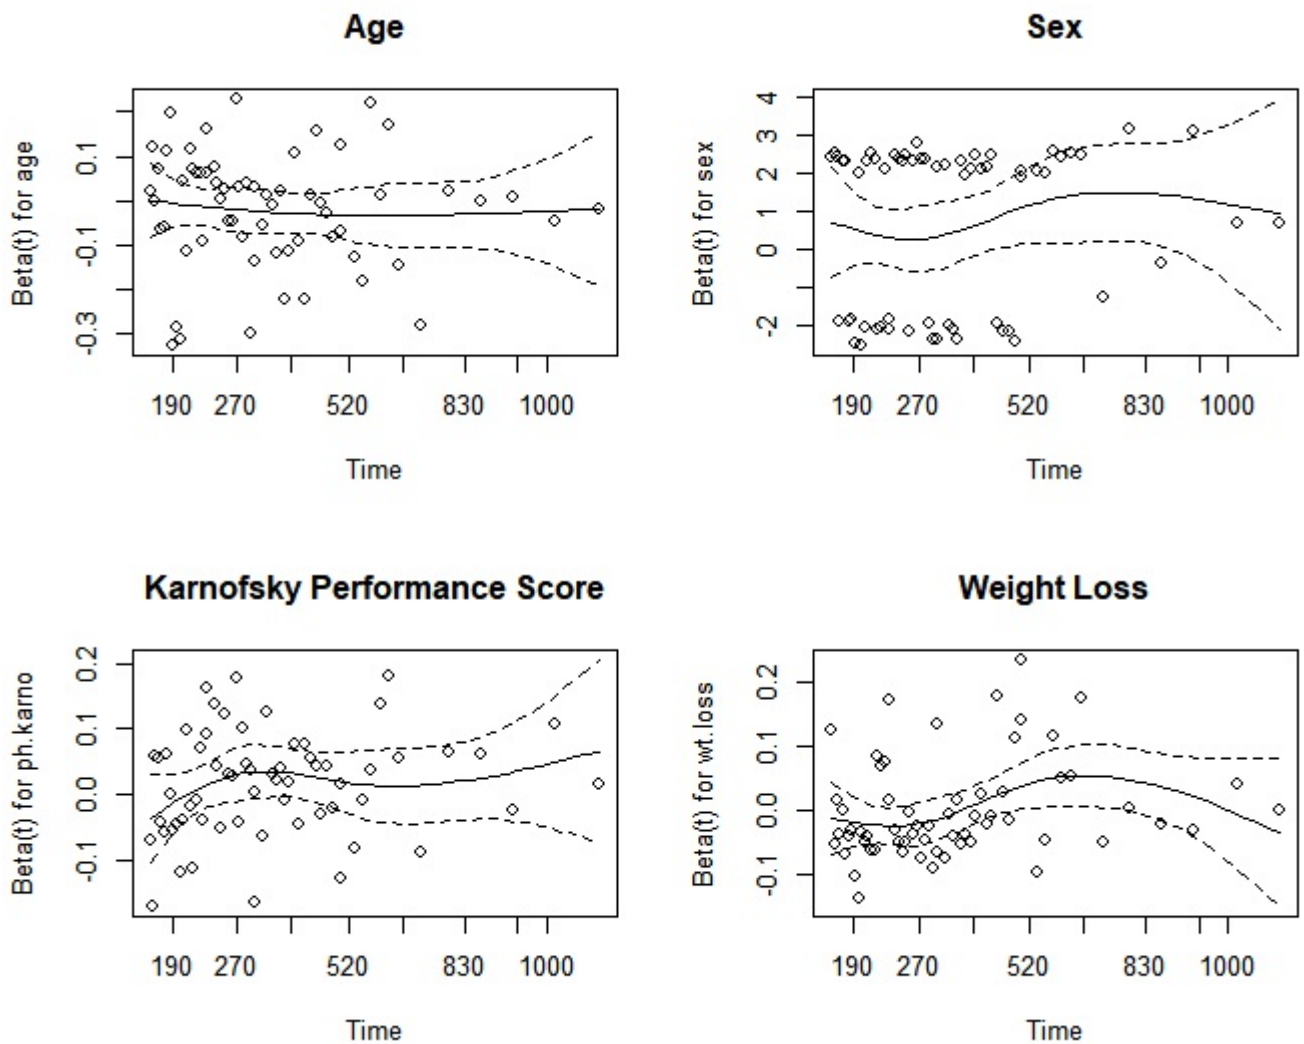 Age
Beta(t) for age
0.1
-0.1
-0.3
190 270 520 830 1000
Time
Sex
Beta(t) for sex
4
3
2
1
0
-2
190 270 520 830 1000
Time
Karnofsky Performance Score
Beta(t) for ph.karno
0.2
0.1
0.0
-0.1
190 270 520 830 1000
Time
Weight Loss
Beta(t) for wt.loss
0.2
0.1
0.0
-0.1
190 270 520 830 1000
Time